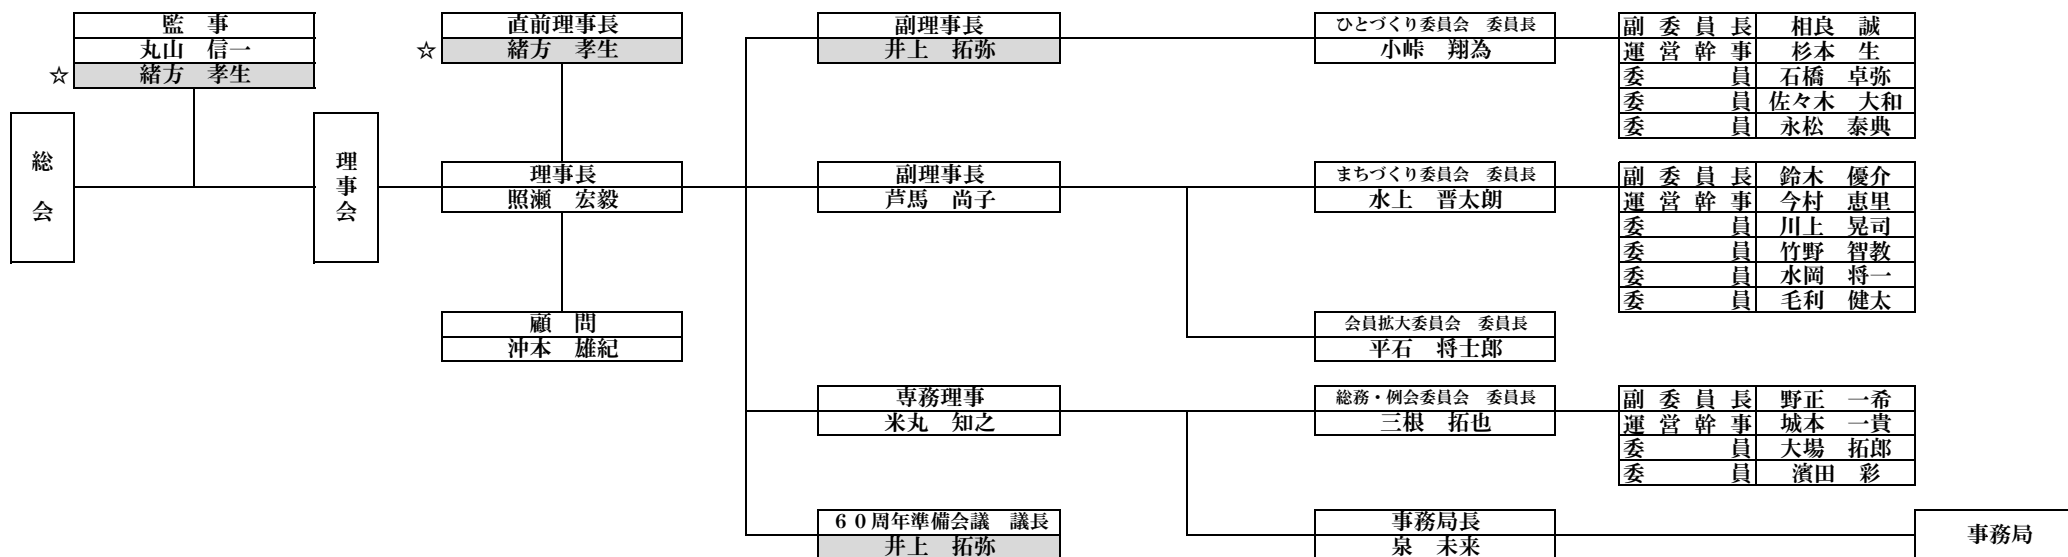 監　事
丸山　信一
☆ 緒方　孝生
総会
理事会
直前理事長
☆ 緒方　孝生
理事長
照瀬　宏毅
顧　問
沖本　雄紀
副理事長
井上　拓弥
ひとづくり委員会　委員長
小峠　翔為
副委員長 相良　誠
運営幹事 杉本　生
委員 石橋　卓弥
委員 佐々木　大和
委員 永松　泰典
副理事長
芦馬　尚子
まちづくり委員会　委員長
水上　晋太朗
副委員長 鈴木　優介
運営幹事 今村　恵里
委員 川上　晃司
委員 竹野　智教
委員 水岡　将一
委員 毛利　健太
会員拡大委員会　委員長
平石　将士郎
専務理事
米丸　知之
総務・例会委員会　委員長
三根　拓也
副委員長 野正　一希
運営幹事 城本　一貴
委員 大場　拓郎
委員 濱田　彩
６０周年準備会議　議長
井上　拓弥
事務局長
泉　未来
事務局